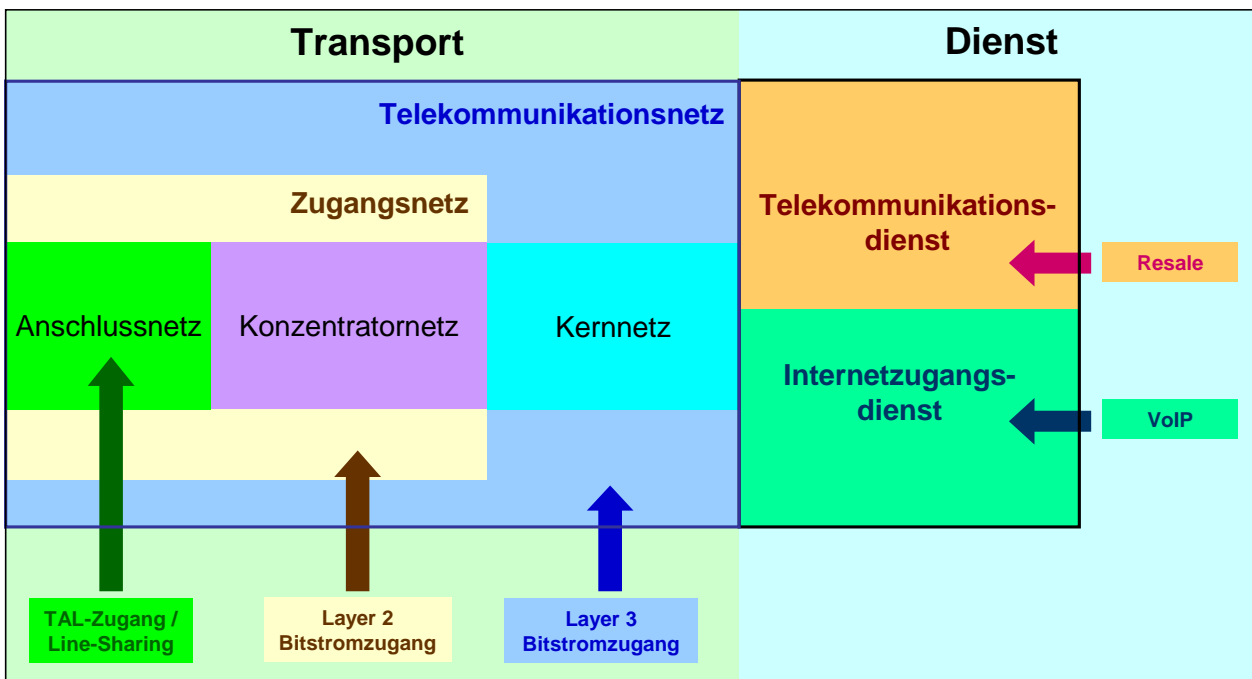 Transport
Dienst
Telekommunikationsnetz
Zugangsnetz
Telekommunikations-
dienst
Resale
Anschlussnetz
Konzentratornetz
Kernnetz
Internetzugangs-
dienst
VoIP
TAL-Zugang /
Line-Sharing
Layer 2
Bitstromzugang
Layer 3
Bitstromzugang